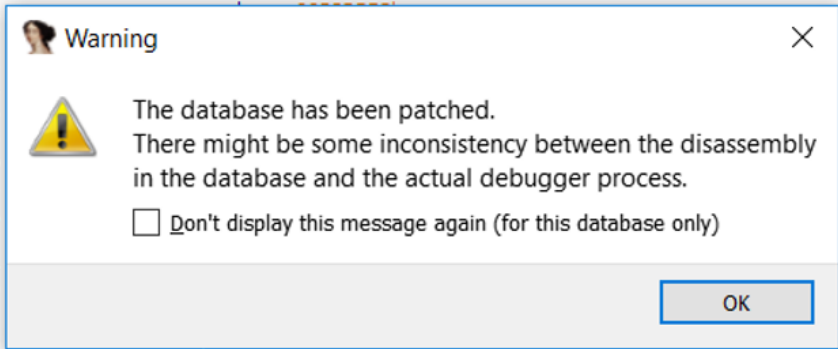 Warning
The database has been patched.
There might be some inconsistency between the disassembly
in the database and the actual debugger process.
Don't display this message again (for this database only)
OK